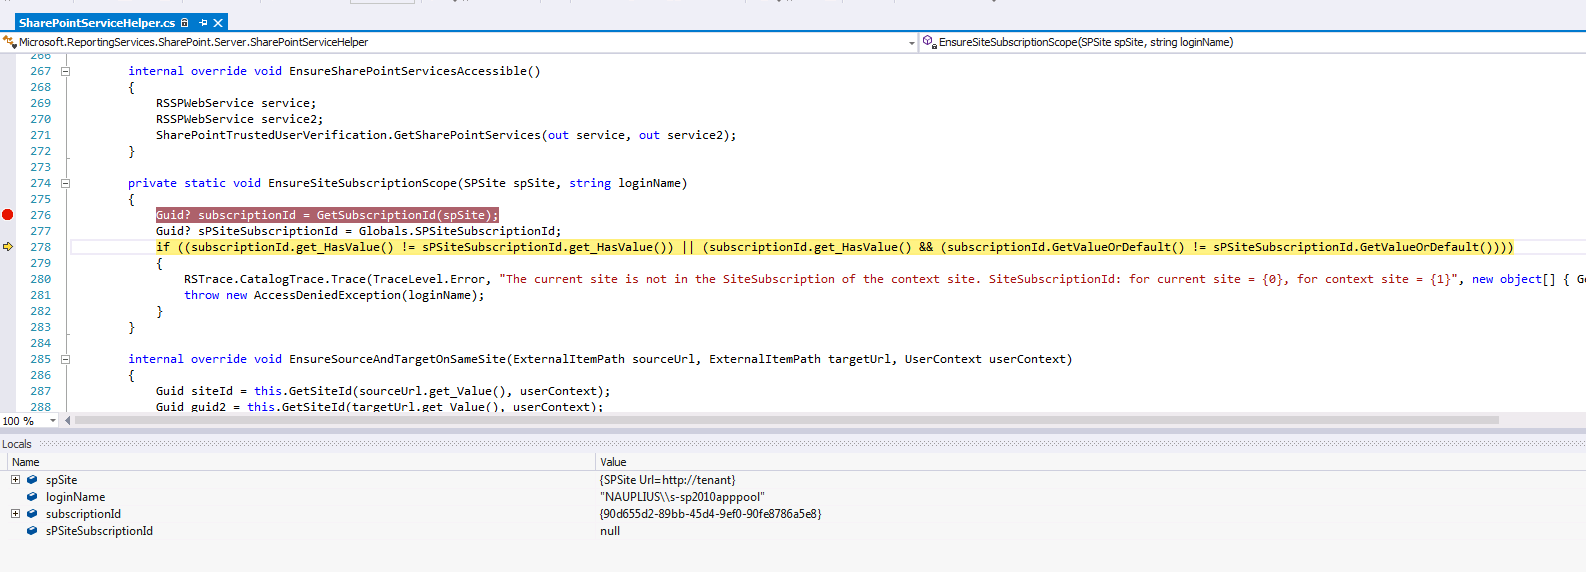 SharePointServiceHelper.cs
Microsoft.ReportingServices.SharePoint.Server.SharePointServiceHelper
EnsureSiteSubscriptionScope(SPSite spSite, string loginName)
266
267 internal override void EnsureSharePointServicesAccessible()
268 {
269 RSSPWebService service;
270 RSSPWebService service2;
271 SharePointTrustedUserVerification.GetSharePointServices(out service, out service2);
272 }
273
274 private static void EnsureSiteSubscriptionScope(SPSite spSite, string loginName)
275 {
276 Guid? subscriptionId = GetSubscriptionId(spSite);
277 Guid? sPSiteSubscriptionId = Globals.SPSiteSubscriptionId;
278 if ((subscriptionId.get_HasValue() != sPSiteSubscriptionId.get_HasValue()) || (subscriptionId.get_HasValue() && (subscriptionId.GetValueOrDefault() != sPSiteSubscriptionId.GetValueOrDefault())))
279 {
280 RSTrace.CatalogTrace.Trace(TraceLevel.Error, "The current site is not in the SiteSubscription of the context site. SiteSubscriptionId: for current site = {0}, for context site = {1}", new object[] { Ge
281 throw new AccessDeniedException(loginName);
282 }
283 }
284
285 internal override void EnsureSourceAndTargetOnSameSite(ExternalItemPath sourceUrl, ExternalItemPath targetUrl, UserContext userContext)
286 {
287 Guid siteId = this.GetSiteId(sourceUrl.get_Value(), userContext);
288 Guid guid2 = this.GetSiteId(targetUrl.get_Value(), userContext);
100 %
Locals
Name Value
spSite {SPSite Url=http://tenant}
loginName "NAUPLIUS\\s-sp2010apppool"
subscriptionId {90d655d2-89bb-45d4-9ef0-90fe8786a5e8}
sPSiteSubscriptionId null